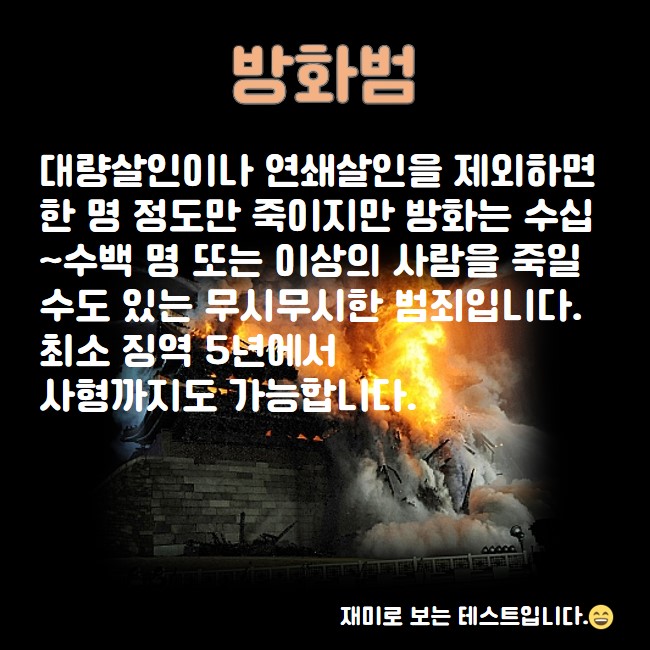 방화범
대량살인이나 연쇄살인을 제외하면
한 명 정도만 죽이지만 방화는 수십
~수백 명 또는 이상의 사람을 죽일
수도 있는 무시무시한 범죄입니다.
최소 징역 5년에서
사형까지도 가능합니다.
재미로 보는 테스트입니다.😄